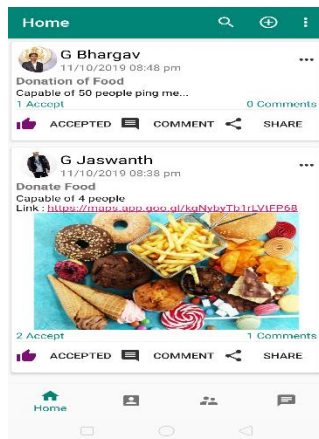 Home
G Bhargav
11/10/2019 08:48 pm
Donation of Food
Capable of 50 people ping me...
1 Accept 0 Comments
ACCEPTED COMMENT SHARE
G Jaswanth
11/10/2019 08:38 pm
Donate Food
Capable of 4 people
Link : https://maps.app.goo.gl/kgNybyTb1rLVtFP68
2 Accept 1 Comments
ACCEPTED COMMENT SHARE
Home